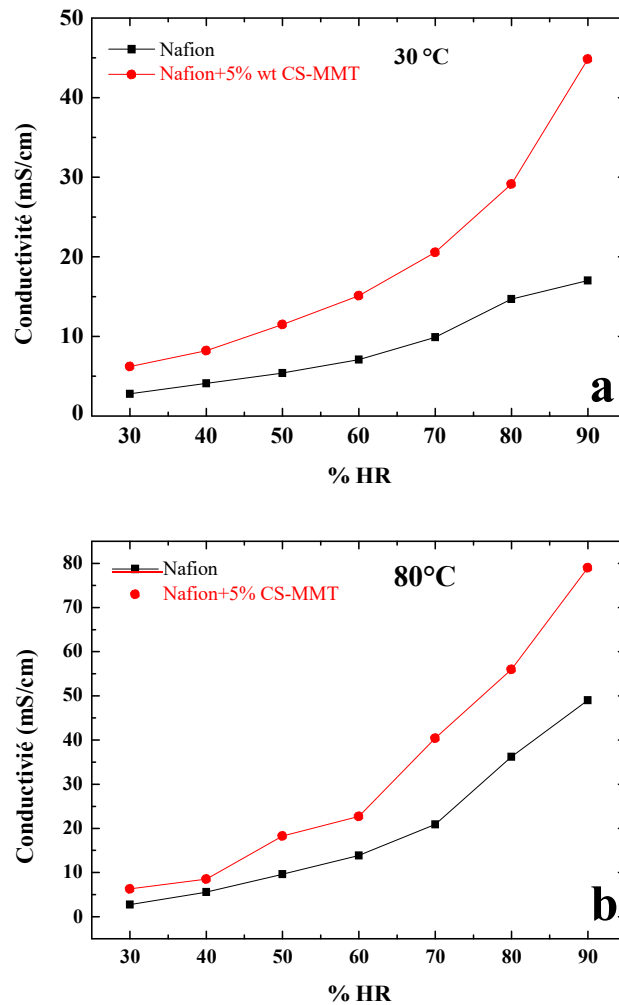 Nafion
Nafion+5% wt CS-MMT
30 °C
Conductivité (mS/cm)
50
40
30
20
10
0
30 40 50 60 70 80 90
% HR
a
Nafion
Nafion+5% CS-MMT
80°C
Conductivié (mS/cm)
80
70
60
50
40
30
20
10
0
30 40 50 60 70 80 90
% HR
b